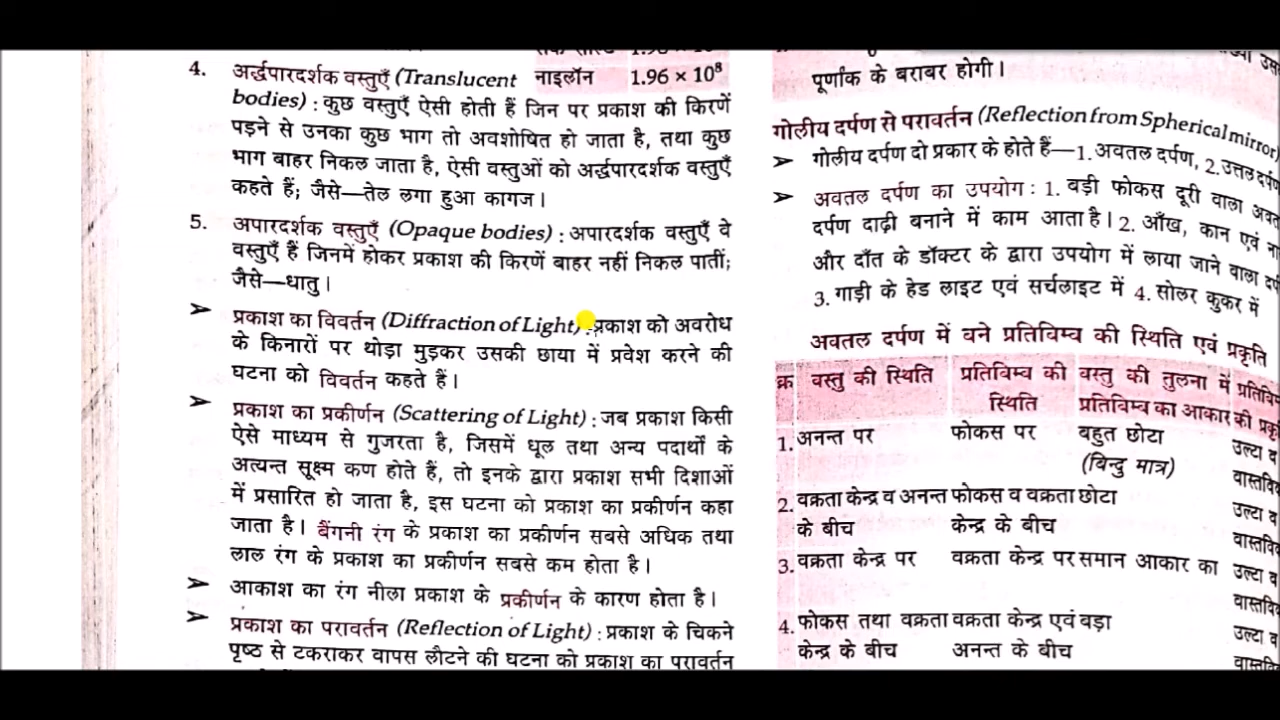 4. अर्द्धपारदर्शक वस्तुएँ (Translucent
bodies) : कुछ वस्तुएँ ऐसी होती हैं जिन पर प्रकाश की किरणें
पड़ने से उनका कुछ भाग तो अवशोषित हो जाता है, तथा कुछ
भाग बाहर निकल जाता है, ऐसी वस्तुओं को अर्द्धपारदर्शक वस्तुएँ
कहते हैं; जैसे—तेल लगा हुआ कागज।
नाइलॉन 1.96 × 10⁸
5. अपारदर्शक वस्तुएँ (Opaque bodies) : अपारदर्शक वस्तुएँ वे
वस्तुएँ हैं जिनमें होकर प्रकाश की किरणें बाहर नहीं निकल पातीं;
जैसे—धातु।
➤ प्रकाश का विवर्तन (Diffraction of Light) : प्रकाश को अवरोध
के किनारों पर थोड़ा मुड़कर उसकी छाया में प्रवेश करने की
घटना को विवर्तन कहते हैं।
➤ प्रकाश का प्रकीर्णन (Scattering of Light) : जब प्रकाश किसी
ऐसे माध्यम से गुजरता है, जिसमें धूल तथा अन्य पदार्थों के
अत्यन्त सूक्ष्म कण होते हैं, तो इनके द्वारा प्रकाश सभी दिशाओं
में प्रसारित हो जाता है, इस घटना को प्रकाश का प्रकीर्णन कहा
जाता है। बैंगनी रंग के प्रकाश का प्रकीर्णन सबसे अधिक तथा
लाल रंग के प्रकाश का प्रकीर्णन सबसे कम होता है।
➤ आकाश का रंग नीला प्रकाश के प्रकीर्णन के कारण होता है।
➤ प्रकाश का परावर्तन (Reflection of Light) : प्रकाश के चिकने
पृष्ठ से टकराकर वापस लौटने की घटना को प्रकाश का परावर्तन
पूर्णांक के बराबर होगी।
गोलीय दर्पण से परावर्तन (Reflection from Spherical mirror)
➤ गोलीय दर्पण दो प्रकार के होते हैं—1. अवतल दर्पण, 2. उत्तल दर्पण
➤ अवतल दर्पण का उपयोग : 1. बड़ी फोकस दूरी वाला
दर्पण दाढ़ी बनाने में काम आता है। 2. आँख, कान एवं
और दाँत के डॉक्टर के द्वारा उपयोग में लाया जाने वाला
3. गाड़ी के हेड लाइट एवं सर्चलाइट में 4. सोलर कुकर में
अवतल दर्पण में बने प्रतिविम्ब की स्थिति एवं प्रकृति
क्र वस्तु की स्थिति प्रतिविम्ब की वस्तु की तुलना में
स्थिति प्रतिविम्ब का आकार की
1. अनन्त पर फोकस पर बहुत छोटा उल्टा
(बिन्दु मात्र)
2. वक्रता केन्द्र व अनन्त फोकस व वक्रता छोटा उल्टा
के बीच केन्द्र के बीच
3. वक्रता केन्द्र पर वक्रता केन्द्र पर समान आकार का उल्टा
4. फोकस तथा वक्रता वक्रता केन्द्र एवं बड़ा उल्टा
केन्द्र के बीच अनन्त के बीच